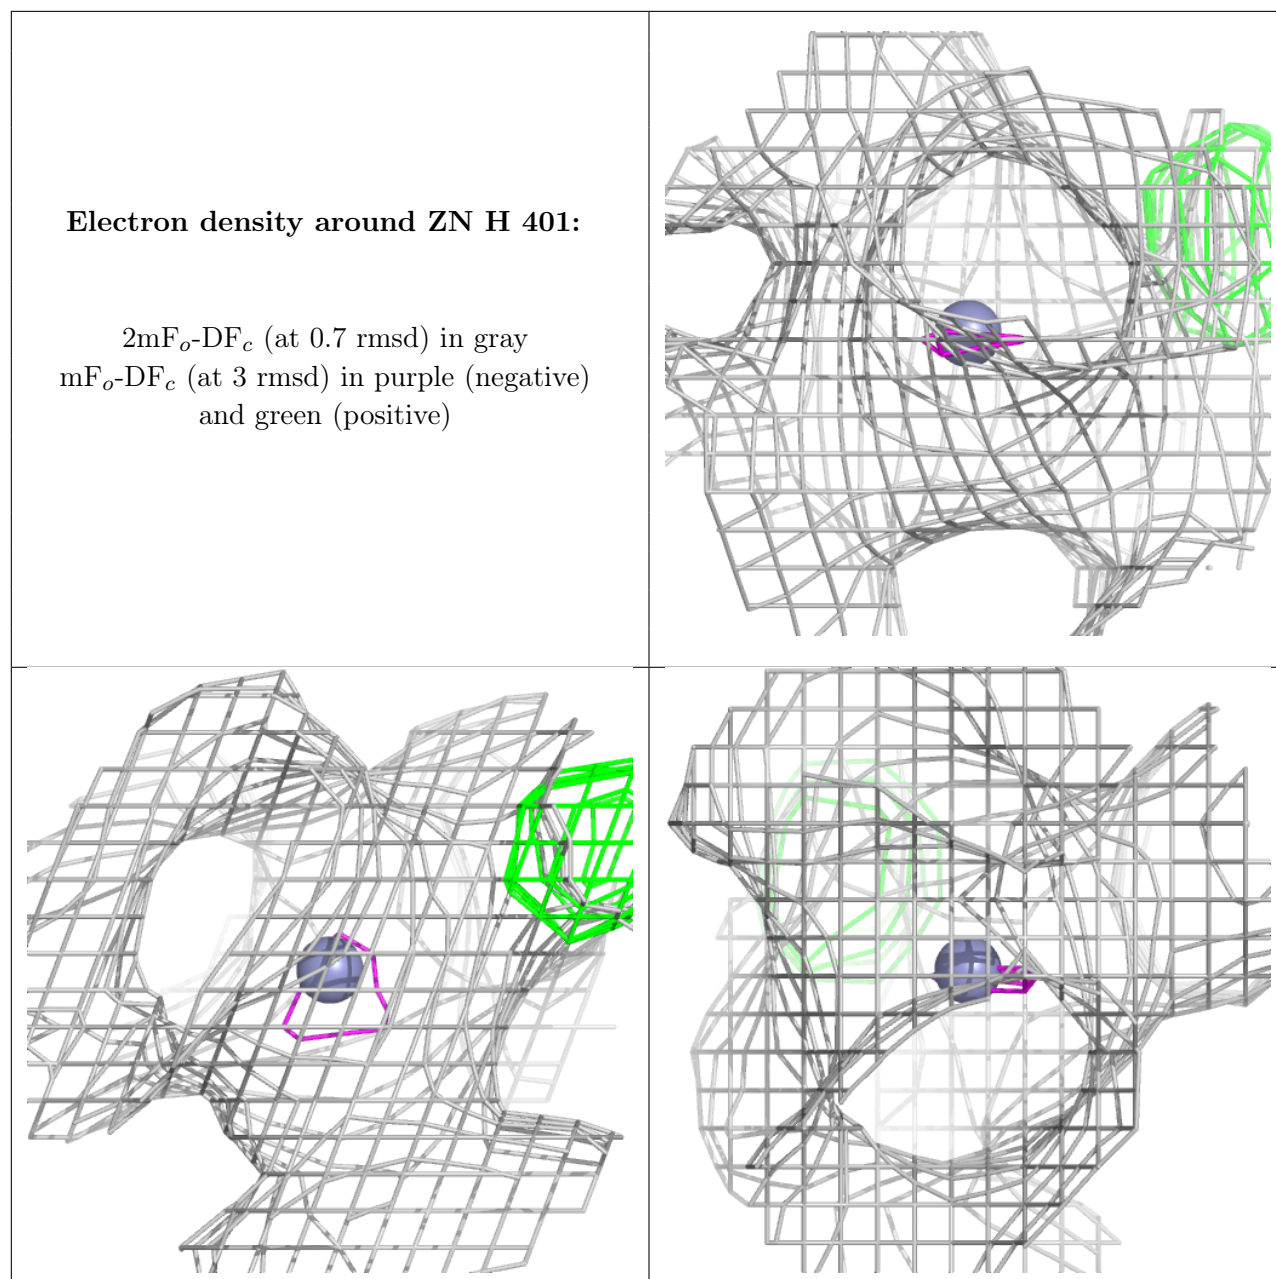 Electron density around ZN H 401:
2mFo-DFc (at 0.7 rmsd) in gray
mFo-DFc (at 3 rmsd) in purple (negative)
and green (positive)